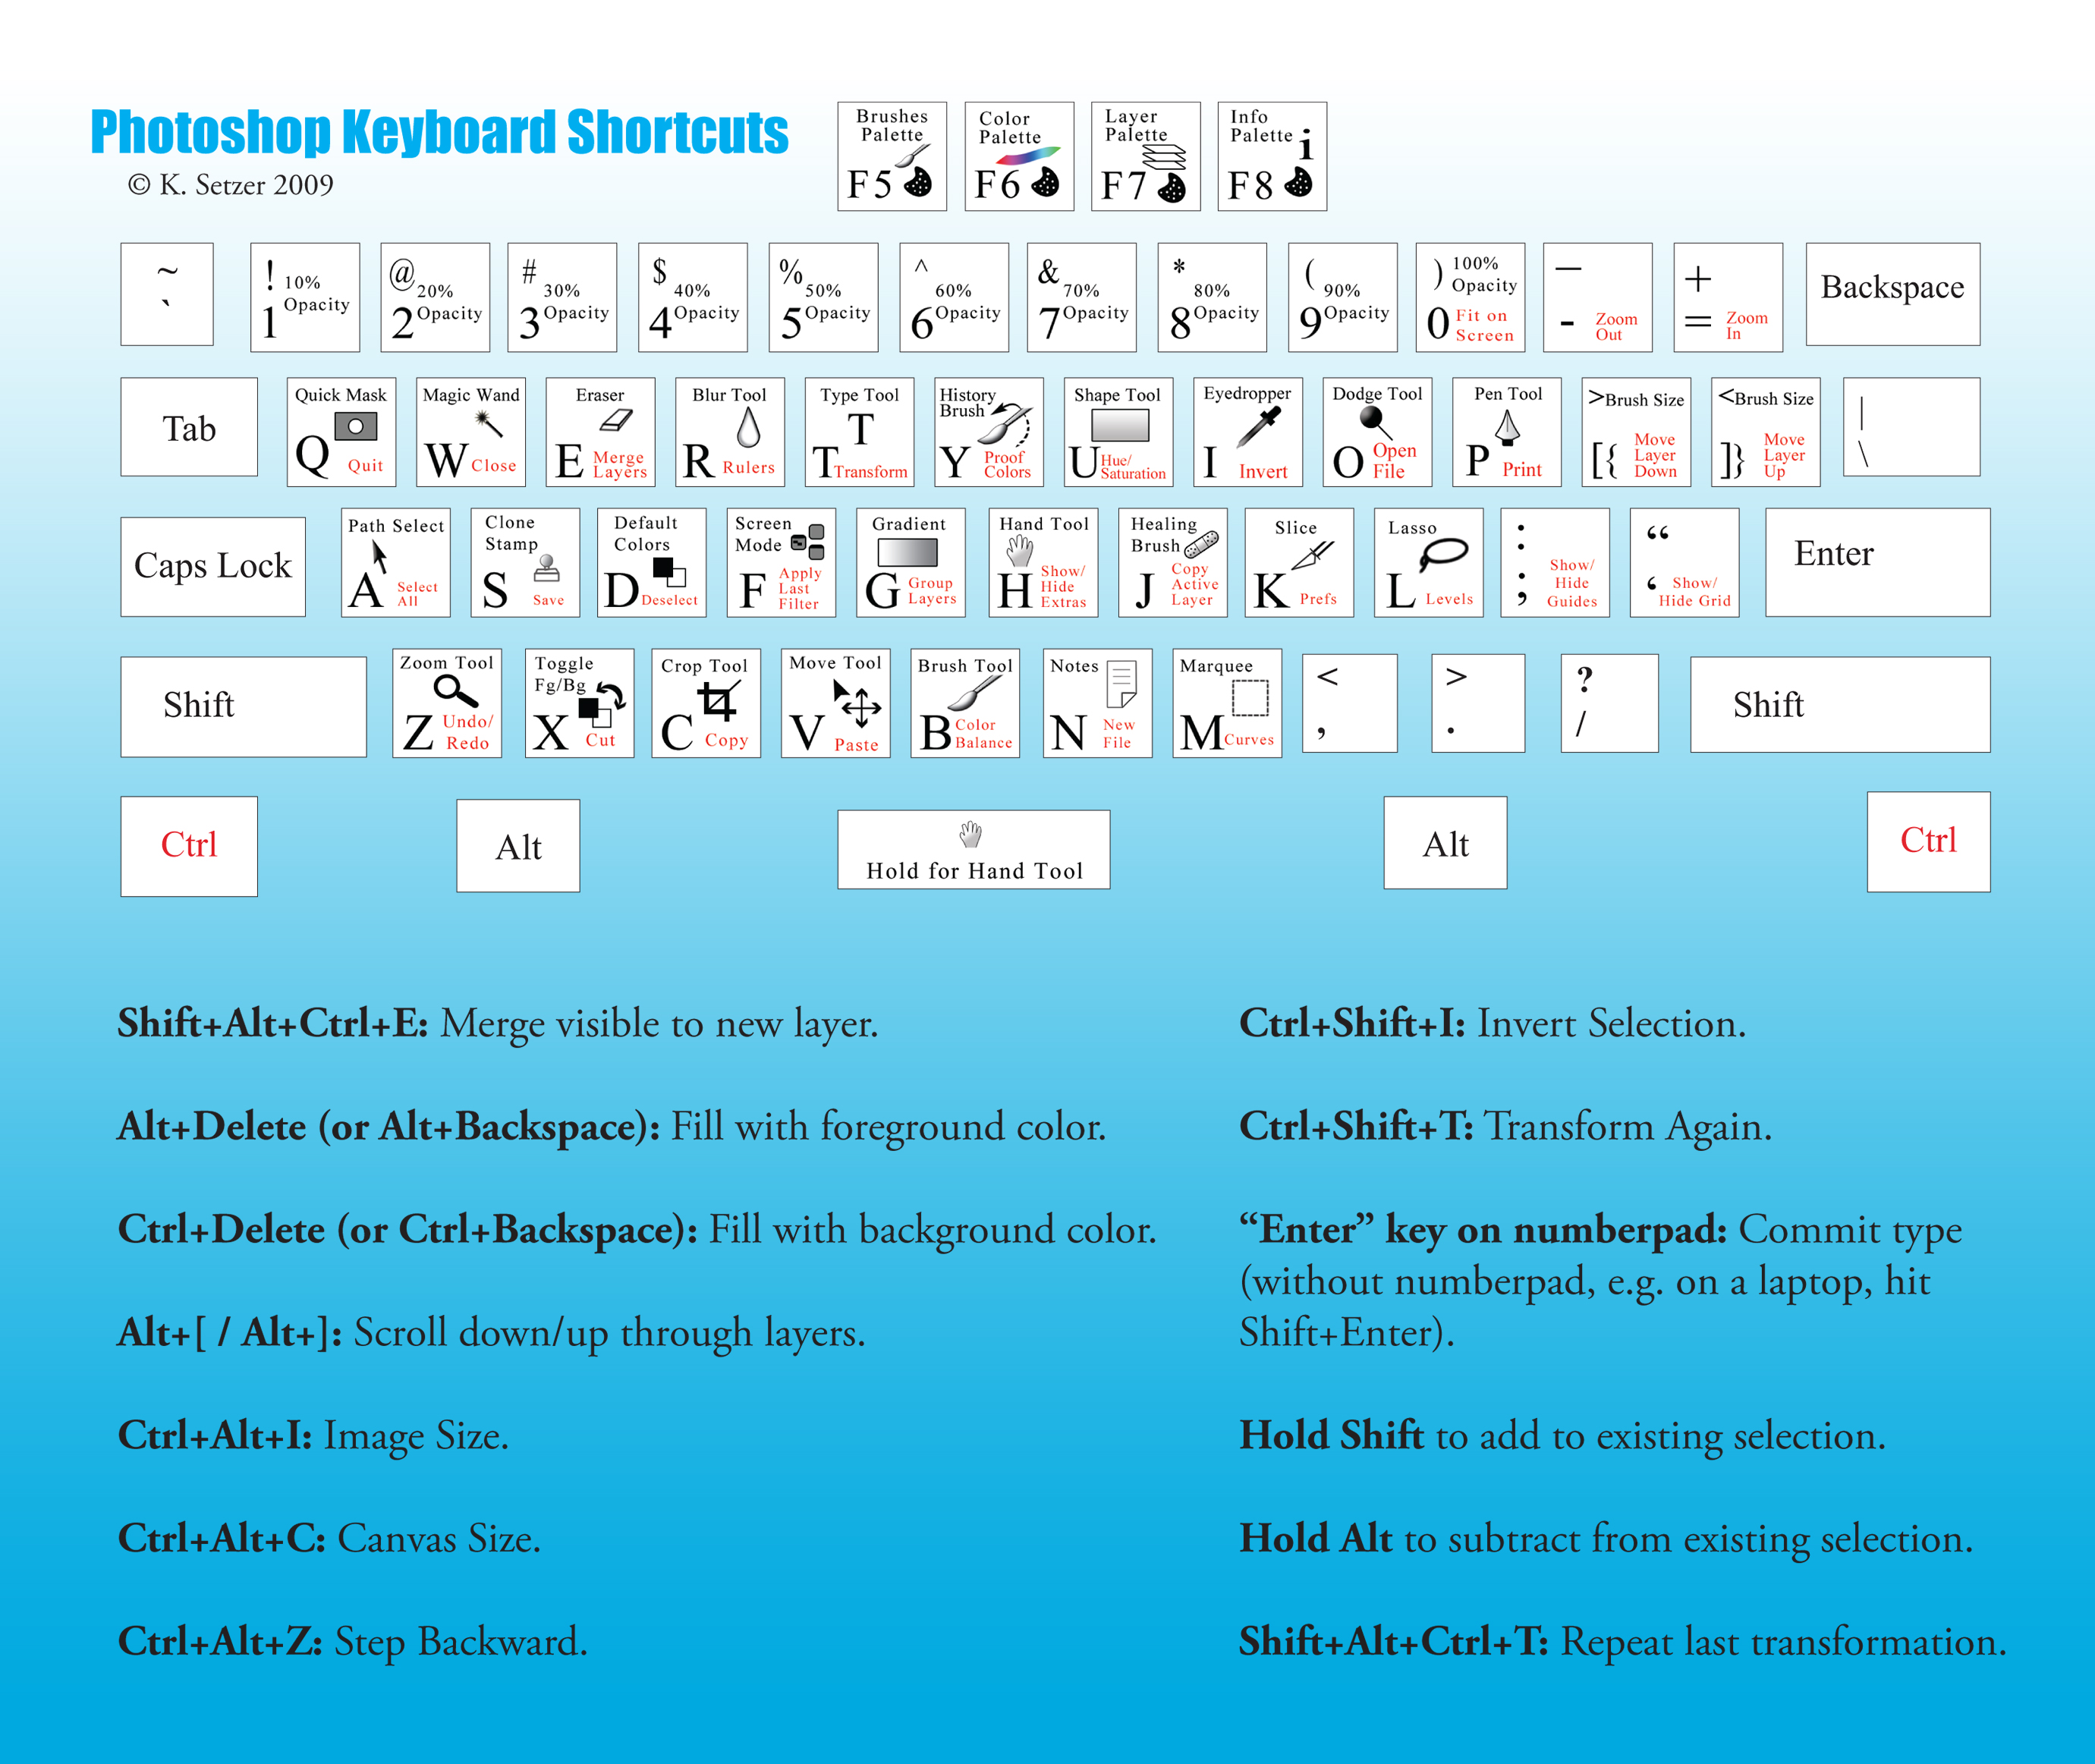 Photoshop Keyboard Shortcuts
© K. Setzer 2009
Brushes
Palette
F5
Color
Palette
F6
Layer
Palette
F7
Info
Palette i
F8
~
`
! 10%
Opacity
1
@ 20%
Opacity
2
# 30%
Opacity
3
$ 40%
Opacity
4
% 50%
Opacity
5
^ 60%
Opacity
6
& 70%
Opacity
7
* 80%
Opacity
8
( 90%
Opacity
9
) 100%
Opacity
0 Fit on
Screen
—
- Zoom
Out
+
= Zoom
In
Backspace
Tab
Quick Mask
Q Quit
Magic Wand
W Close
Eraser
E Merge
Layers
Blur Tool
R Rulers
Type Tool
T
T Transform
History
Brush
Y Proof
Colors
Shape Tool
U Hue/
Saturation
Eyedropper
I Invert
Dodge Tool
O Open
File
Pen Tool
P Print
>Brush Size
[{ Move
Layer
Down
<Brush Size
]} Move
Layer
Up
|
\
Caps Lock
Path Select
A Select
All
Clone
Stamp
S Save
Default
Colors
D Deselect
Screen
Mode
F Apply
Last
Filter
Gradient
G Group
Layers
Hand Tool
H Show/
Hide
Extras
Healing
Brush
J Copy
Active
Layer
Slice
K Prefs
Lasso
L Levels
:
; Show/
Hide
Guides
“
‘ Show/
Hide Grid
Enter
Shift
Zoom Tool
Z Undo/
Redo
Toggle
Fg/Bg
X Cut
Crop Tool
C Copy
Move Tool
V Paste
Brush Tool
B Color
Balance
Notes
N New
File
Marquee
M Curves
<
,
>
.
?
/
Shift
Ctrl
Alt
Hold for Hand Tool
Alt
Ctrl
Shift+Alt+Ctrl+E: Merge visible to new layer.
Alt+Delete (or Alt+Backspace): Fill with foreground color.
Ctrl+Delete (or Ctrl+Backspace): Fill with background color.
Alt+[ / Alt+]: Scroll down/up through layers.
Ctrl+Alt+I: Image Size.
Ctrl+Alt+C: Canvas Size.
Ctrl+Alt+Z: Step Backward.
Ctrl+Shift+I: Invert Selection.
Ctrl+Shift+T: Transform Again.
“Enter” key on numberpad: Commit type
(without numberpad, e.g. on a laptop, hit
Shift+Enter).
Hold Shift to add to existing selection.
Hold Alt to subtract from existing selection.
Shift+Alt+Ctrl+T: Repeat last transformation.